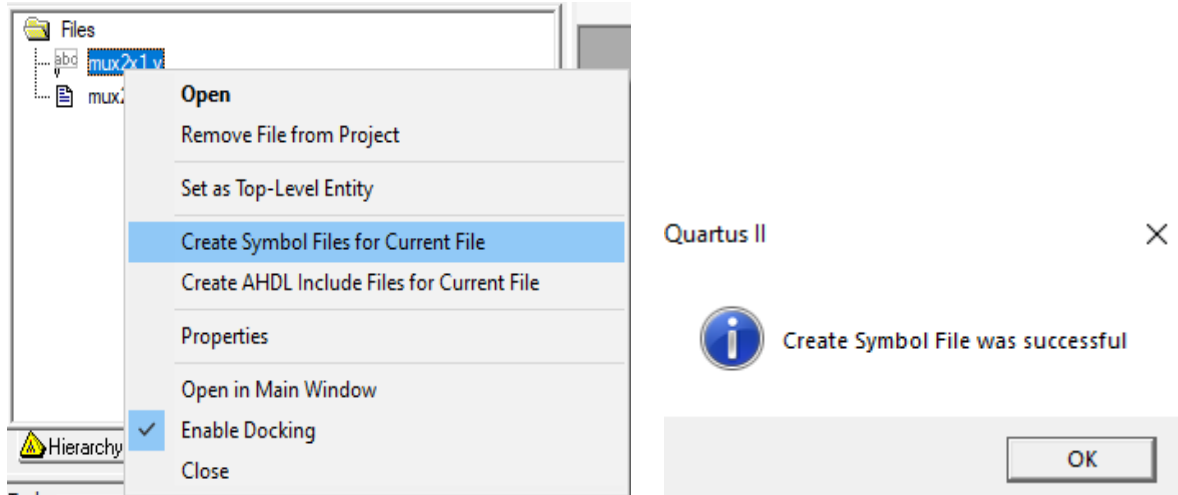 Files
abc
mux2x1.v
mux2
Open
Remove File from Project
Set as Top-Level Entity
Create Symbol Files for Current File
Create AHDL Include Files for Current File
Properties
Open in Main Window
Enable Docking
Close
Hierarchy
Quartus II
Create Symbol File was successful
OK